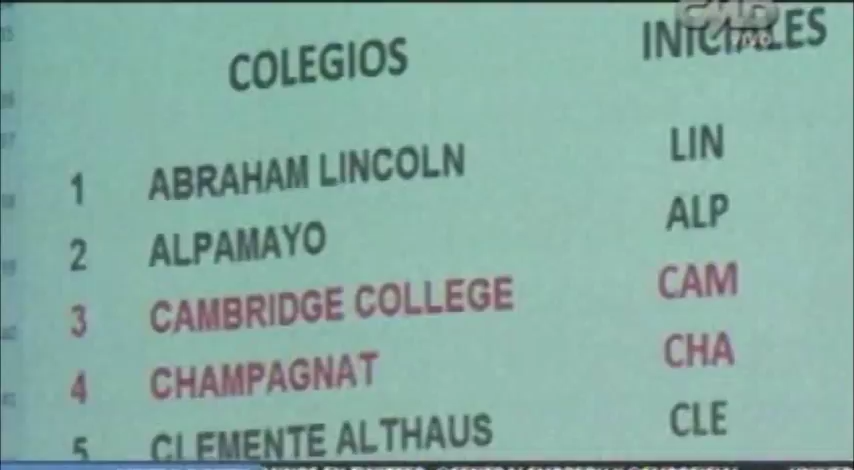 COLEGIOS INICIALES
1 ABRAHAM LINCOLN LIN
2 ALPAMAYO ALP
3 CAMBRIDGE COLLEGE CAM
4 CHAMPAGNAT CHA
5 CLEMENTE ALTHAUS CLE